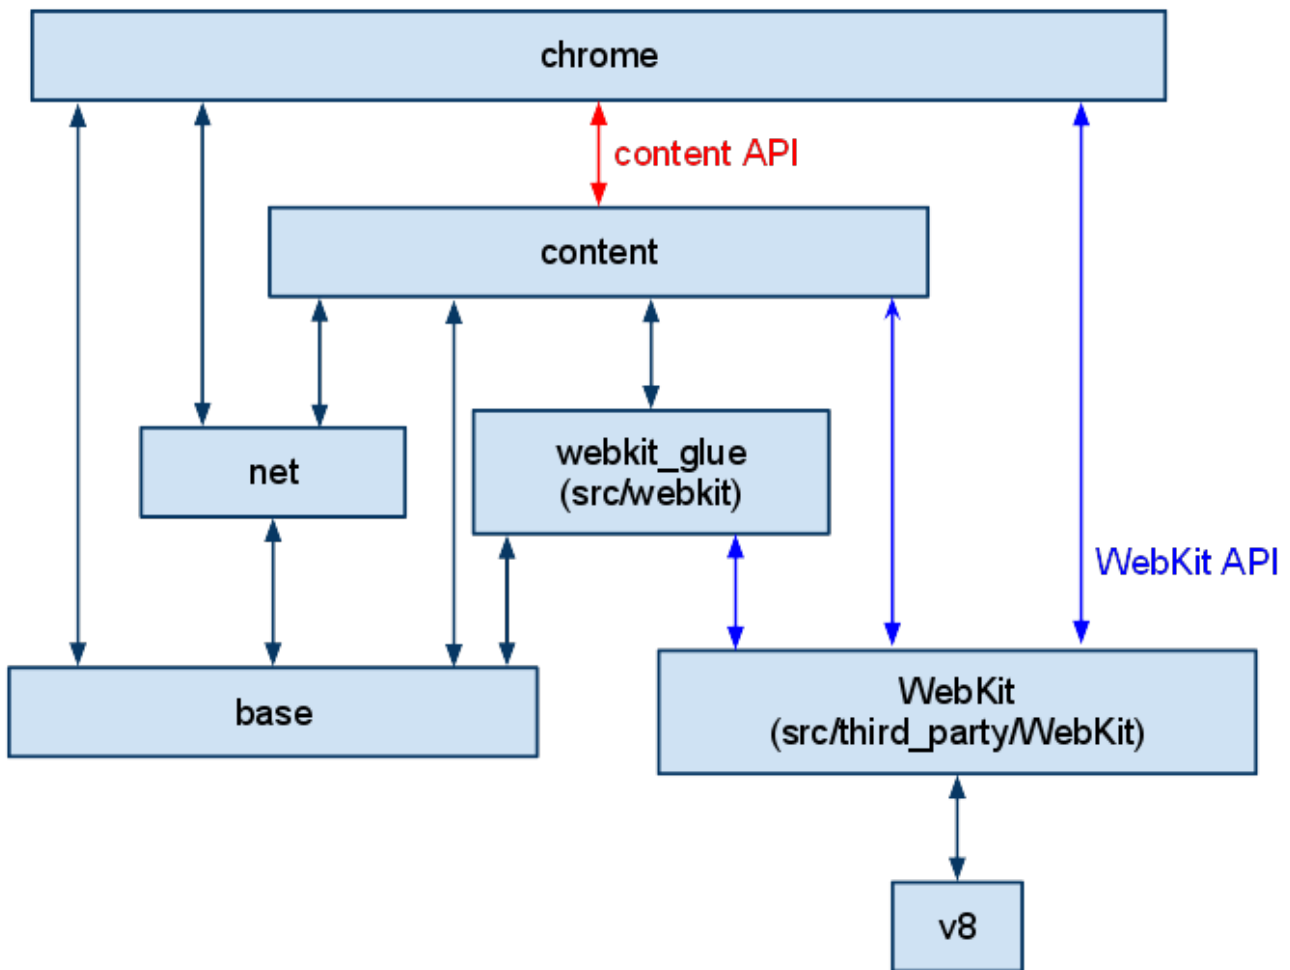 chrome
content API
content
net
webkit_glue
(src/webkit)
WebKit API
base
WebKit
(src/third_party/WebKit)
v8